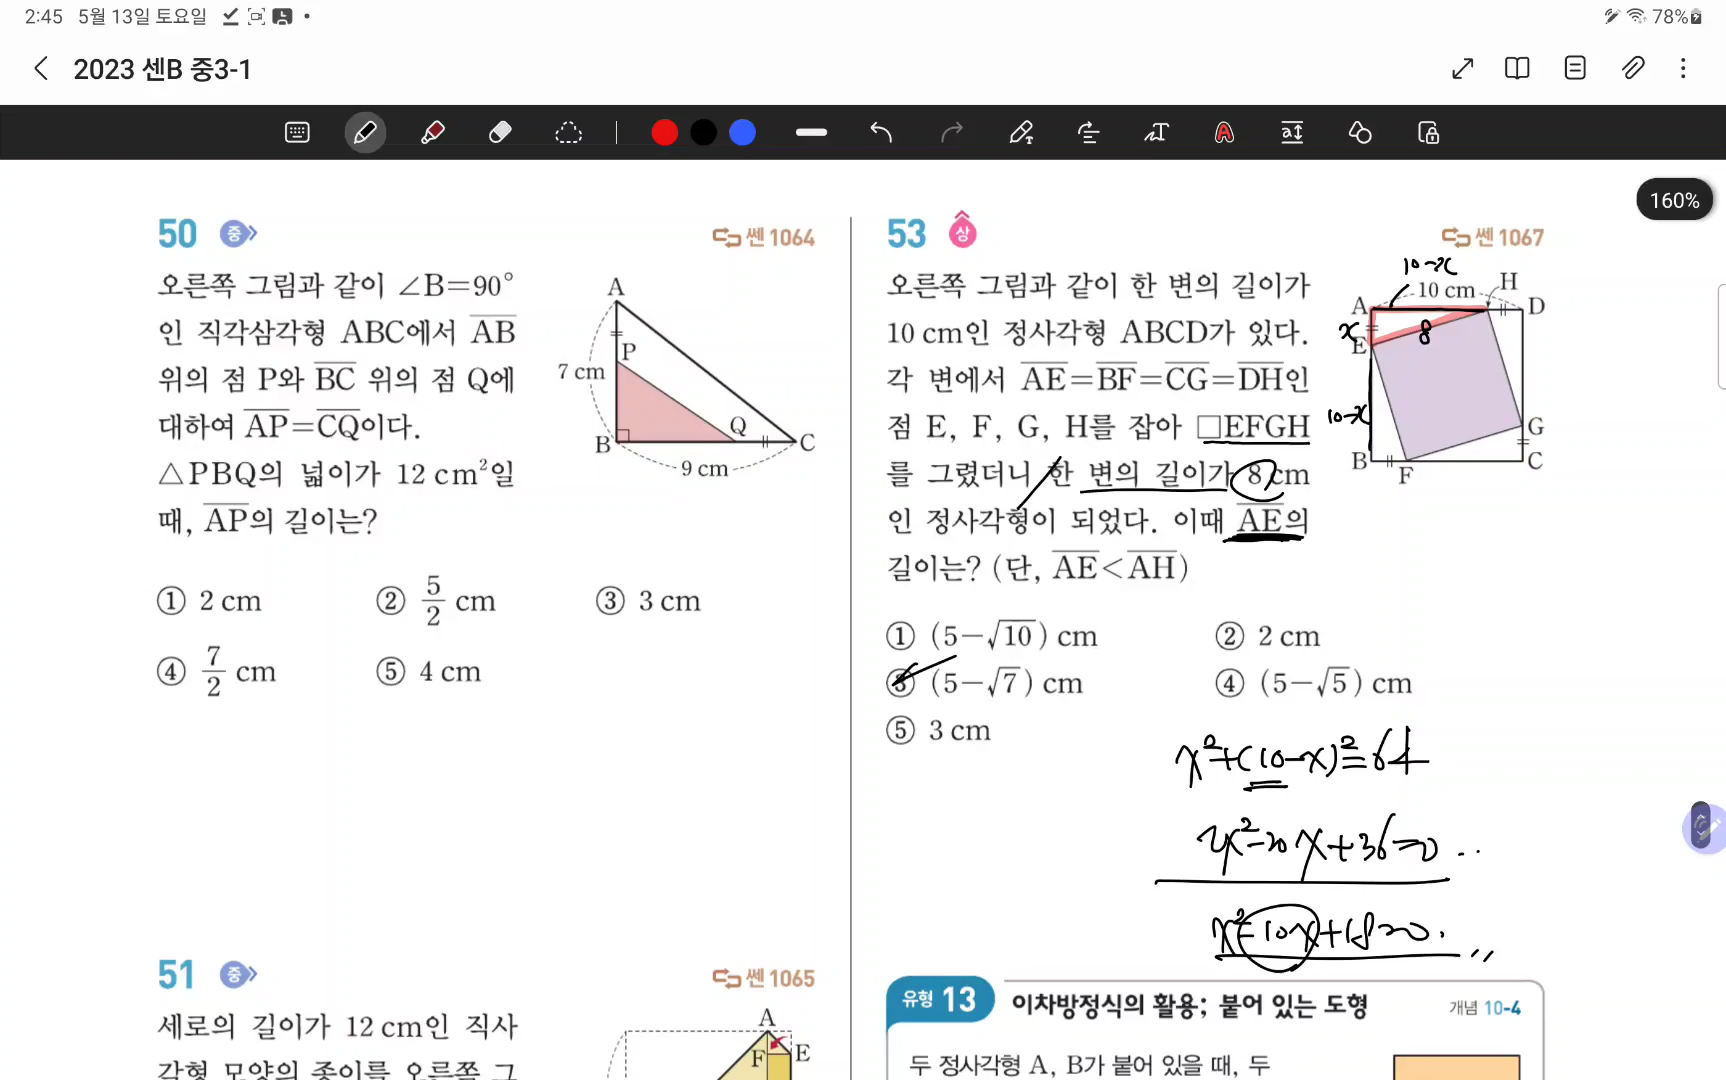 2:45 5월 13일 토요일
78%
2023 쎈B 중3-1
160%
50 중
쎈 1064
오른쪽 그림과 같이 ∠B=90°
인 직각삼각형 ABC에서 AB
위의 점 P와 BC 위의 점 Q에
대하여 AP=CQ이다.
△PBQ의 넓이가 12 cm²일
때, AP의 길이는?
A
P
7 cm
Q
B
C
9 cm
① 2 cm
② 5/2 cm
③ 3 cm
④ 7/2 cm
⑤ 4 cm
51 중
쎈 1065
세로의 길이가 12 cm인 직사
각형 모양의 종이를 오른쪽 그
A
F
E
53 상
쎈 1067
오른쪽 그림과 같이 한 변의 길이가
10 cm인 정사각형 ABCD가 있다.
각 변에서 AE=BF=CG=DH인
점 E, F, G, H를 잡아 □EFGH
를 그렸더니 한 변의 길이가 8 cm
인 정사각형이 되었다. 이때 AE의
길이는? (단, AE<AH)
10-x
10 cm
H
A
D
x
8
E
10-x
G
B
F
C
① (5-√10) cm
② 2 cm
③ (5-√7) cm
④ (5-√5) cm
⑤ 3 cm
x²+(10-x)²=64
2x²-20x+36=0
x²-10x+18=0
유형 13 이차방정식의 활용; 붙어 있는 도형
개념 10-4
두 정사각형 A, B가 붙어 있을 때, 두